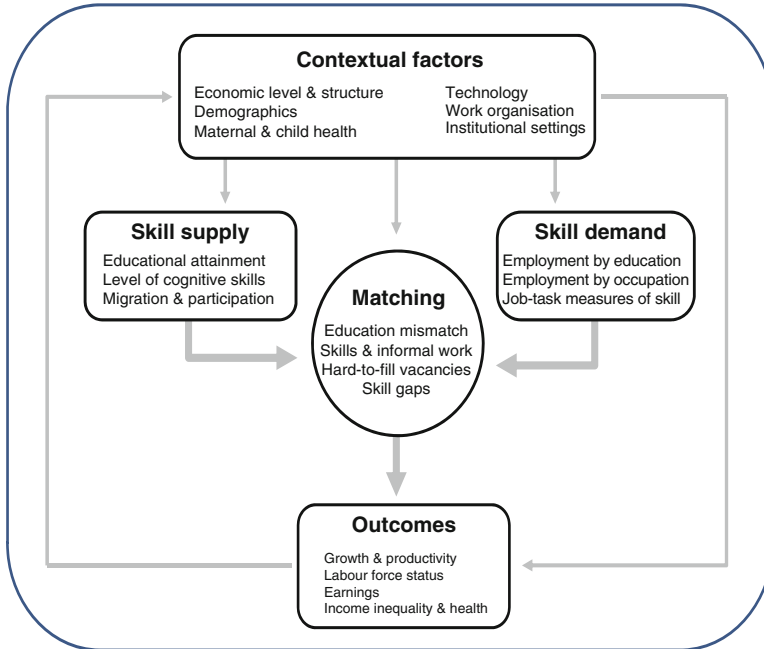 Contextual factors
Economic level & structure
Demographics
Maternal & child health
Technology
Work organisation
Institutional settings
Skill supply
Educational attainment
Level of cognitive skills
Migration & participation
Matching
Education mismatch
Skills & informal work
Hard-to-fill vacancies
Skill gaps
Skill demand
Employment by education
Employment by occupation
Job-task measures of skill
Outcomes
Growth & productivity
Labour force status
Earnings
Income inequality & health